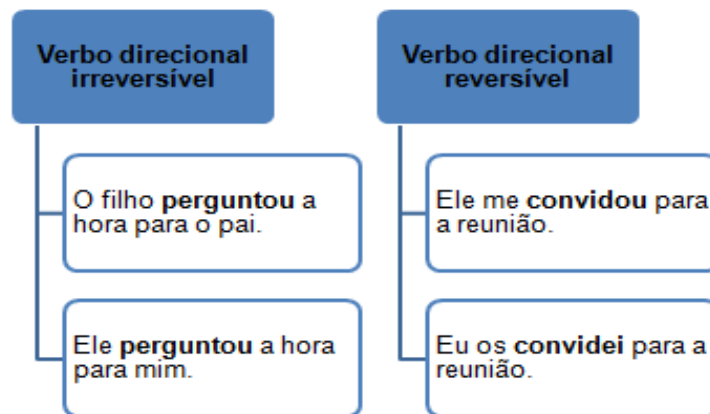 Verbo direcional
irreversível
O filho perguntou a
hora para o pai.
Ele perguntou a hora
para mim.
Verbo direcional
reversível
Ele me convidou para
a reunião.
Eu os convidei para a
reunião.